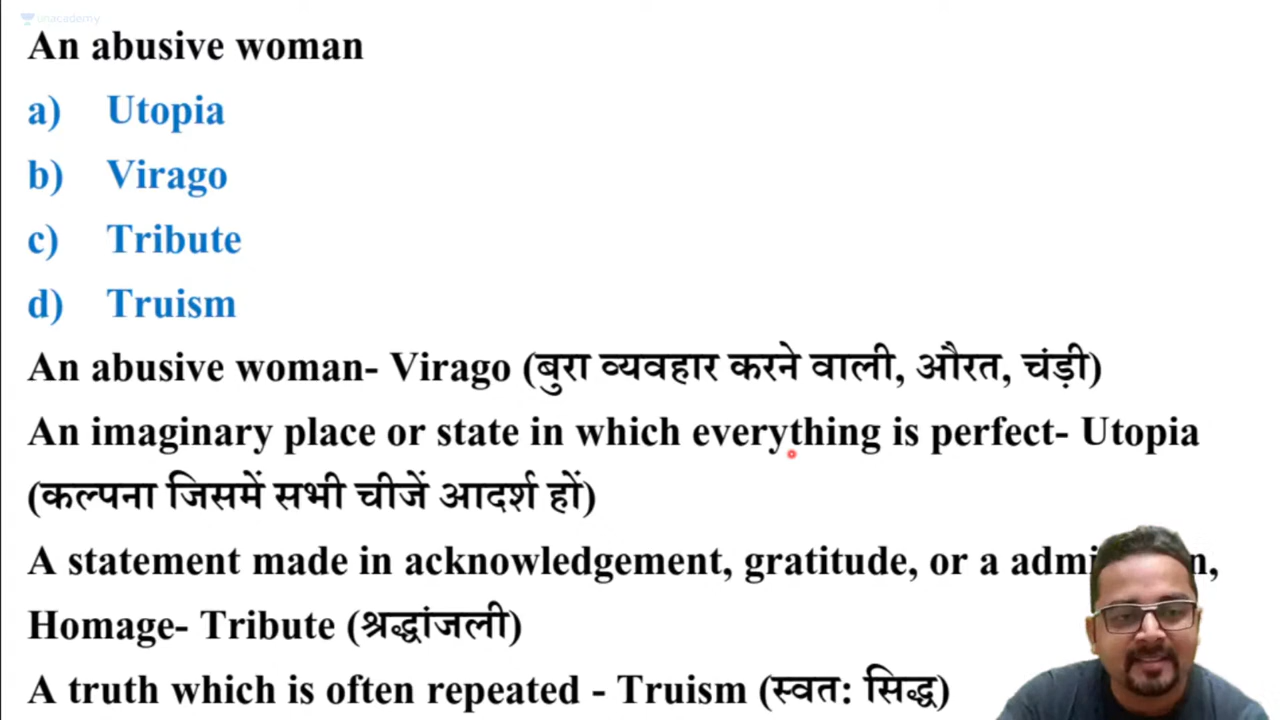 unacademy
An abusive woman
a) Utopia
b) Virago
c) Tribute
d) Truism
An abusive woman- Virago (बुरा व्यवहार करने वाली, औरत, चंड़ी)
An imaginary place or state in which everything is perfect- Utopia
(कल्पना जिसमें सभी चीजें आदर्श हों)
A statement made in acknowledgement, gratitude, or a
Homage- Tribute (श्रद्धांजली)
A truth which is often repeated - Truism (स्वत: सिद्ध)